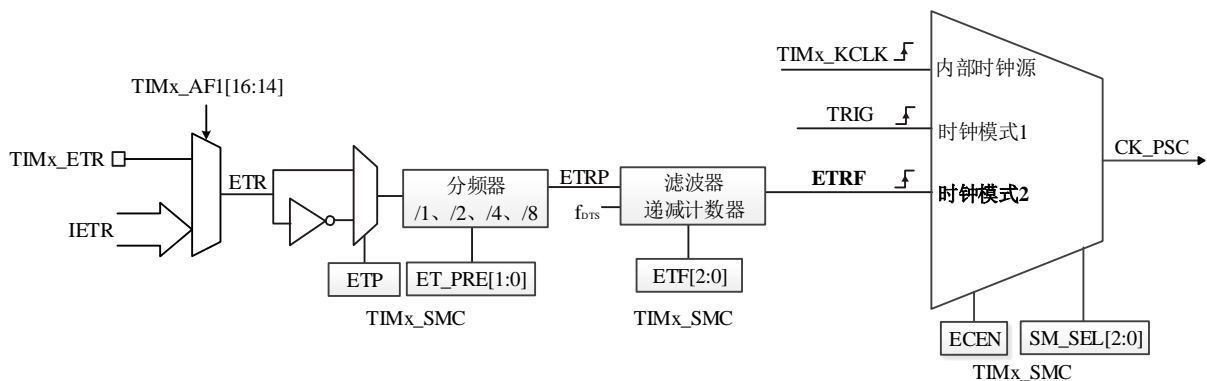 TIMx_KCLK
内部时钟源
TIMx_AF1[16:14]
TRIG
时钟模式1
TIMx_ETR
ETR
分频器
/1、/2、/4、/8
ETRP
fDTS
滤波器
递减计数器
ETRF
时钟模式2
CK_PSC
IETR
ETP
ET_PRE[1:0]
TIMx_SMC
ETF[2:0]
TIMx_SMC
ECEN
SM_SEL[2:0]
TIMx_SMC